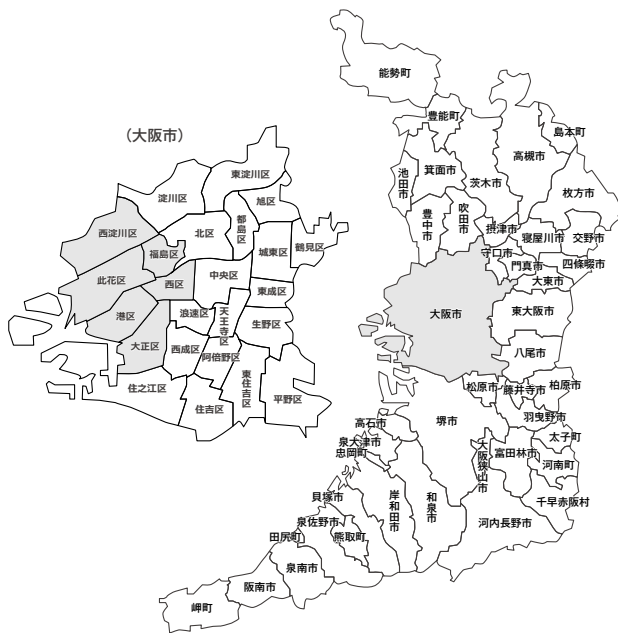 能勢町
豊能町
(大阪市)
島本町
高槻市
東淀川区
池田市
箕面市
茨木市
枚方市
淀川区
旭区
都島区
豊中市
吹田市
摂津市
西淀川区
北区
寝屋川市
交野市
福島区
城東区
鶴見区
守口市
門真市
四條畷市
此花区
西区
中央区
大東市
東成区
港区
浪速区
天王寺区
生野区
大阪市
東大阪市
大正区
西成区
阿倍野区
八尾市
住之江区
住吉区
東住吉区
平野区
松原市
藤井寺市
柏原市
羽曳野市
高石市
堺市
太子町
泉大津市
忠岡町
大阪狭山市
富田林市
河南町
貝塚市
岸和田市
和泉市
千早赤阪村
泉佐野市
河内長野市
田尻町
熊取町
泉南市
阪南市
岬町